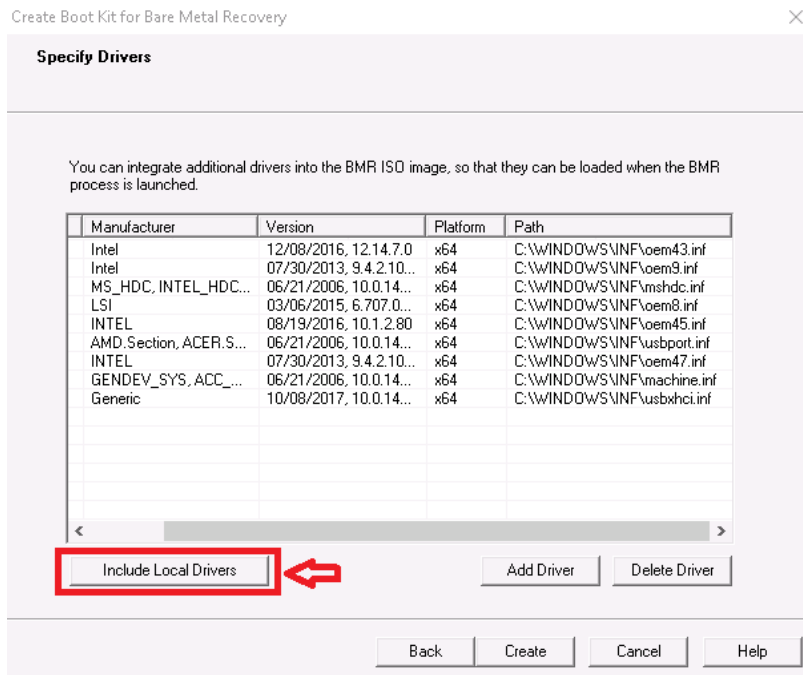 Create Boot Kit for Bare Metal Recovery
Specify Drivers
You can integrate additional drivers into the BMR ISO image, so that they can be loaded when the BMR
process is launched.
Manufacturer Version Platform Path
Intel 12/08/2016, 12.14.7.0 x64 C:\WINDOWS\INF\oem43.inf
Intel 07/30/2013, 9.4.2.10... x64 C:\WINDOWS\INF\oem9.inf
MS_HDC, INTEL_HDC... 06/21/2006, 10.0.14... x64 C:\WINDOWS\INF\mshdc.inf
LSI 03/06/2015, 6.707.0... x64 C:\WINDOWS\INF\oem8.inf
INTEL 08/19/2016, 10.1.2.80 x64 C:\WINDOWS\INF\oem45.inf
AMD.Section, ACER.S... 06/21/2006, 10.0.14... x64 C:\WINDOWS\INF\usbport.inf
INTEL 07/30/2013, 9.4.2.10... x64 C:\WINDOWS\INF\oem47.inf
GENDEV_SYS, ACC_... 06/21/2006, 10.0.14... x64 C:\WINDOWS\INF\machine.inf
Generic 10/08/2017, 10.0.14... x64 C:\WINDOWS\INF\usbxhci.inf
Include Local Drivers Add Driver Delete Driver
Back Create Cancel Help